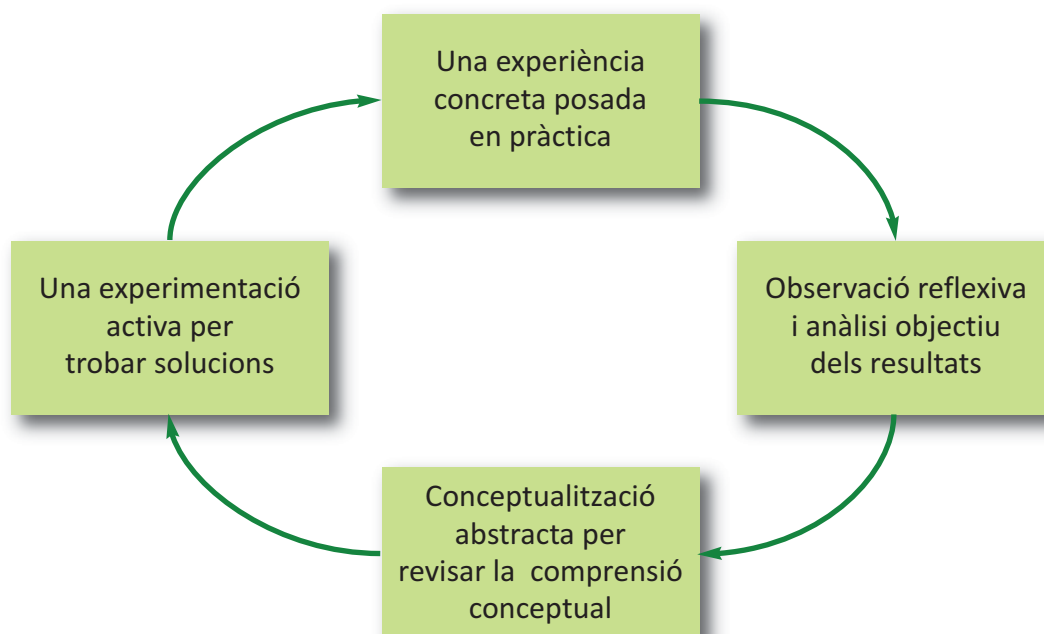 Una experiència
concreta posada
en pràctica
Observació reflexiva
i anàlisi objectiu
dels resultats
Conceptualització
abstracta per
revisar la comprensió
conceptual
Una experimentació
activa per
trobar solucions